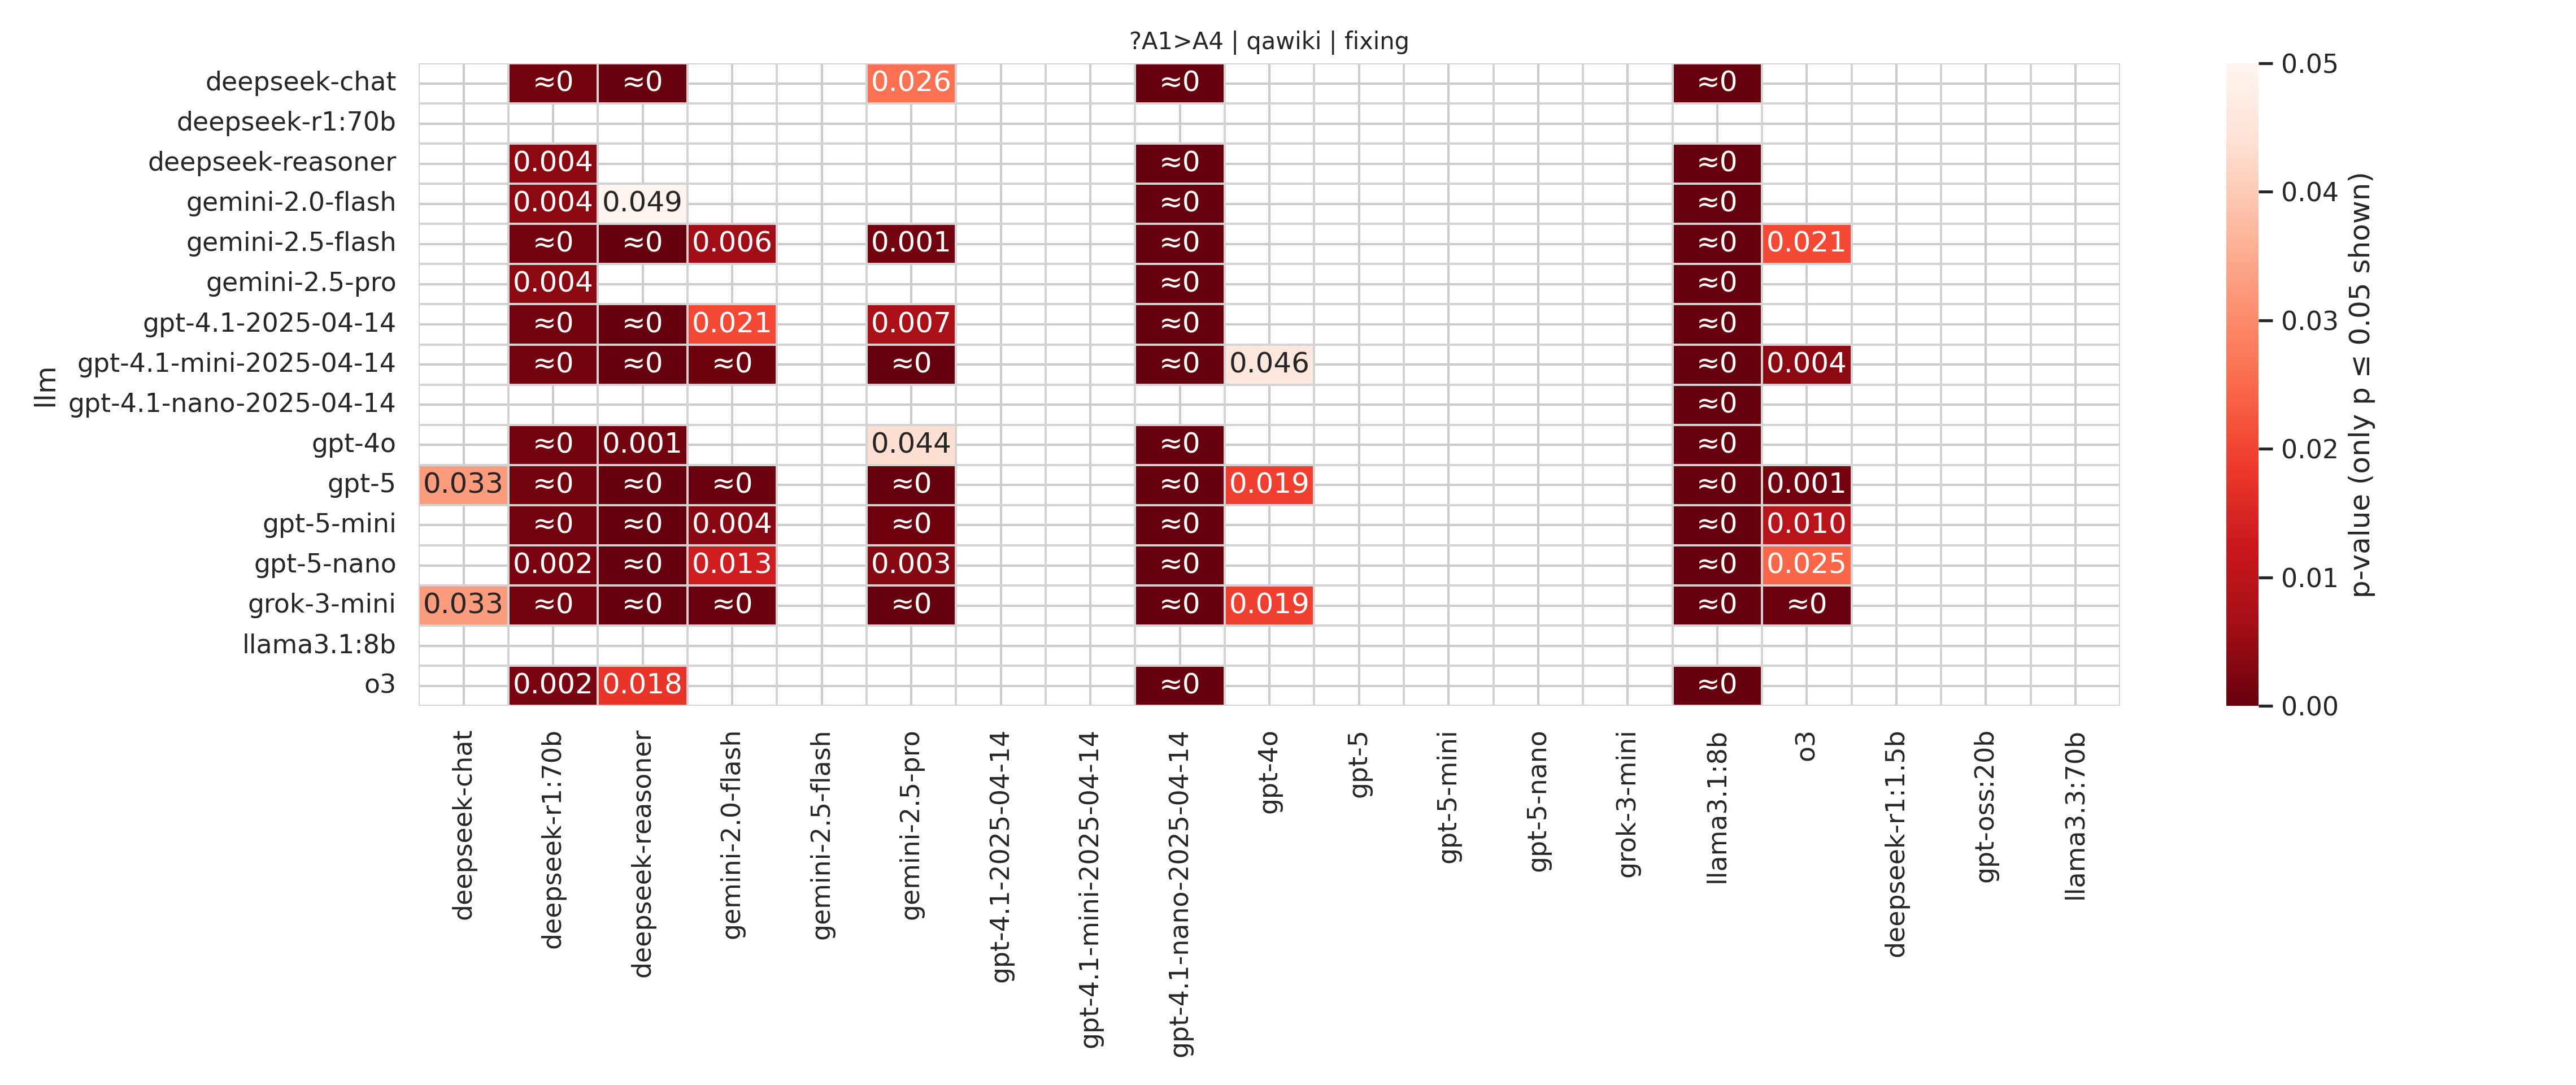 ?A1>A4 | qawiki | fixing
llm
deepseek-chat ≈0 ≈0 0.026 ≈0 ≈0
deepseek-r1:70b
deepseek-reasoner 0.004 ≈0 ≈0
gemini-2.0-flash 0.004 0.049 ≈0 ≈0
gemini-2.5-flash ≈0 ≈0 0.006 0.001 ≈0 ≈0 0.021
gemini-2.5-pro 0.004 ≈0 ≈0
gpt-4.1-2025-04-14 ≈0 ≈0 0.021 0.007 ≈0 ≈0
gpt-4.1-mini-2025-04-14 ≈0 ≈0 ≈0 ≈0 ≈0 0.046 ≈0 0.004
gpt-4.1-nano-2025-04-14 ≈0
gpt-4o ≈0 0.001 0.044 ≈0 ≈0
gpt-5 0.033 ≈0 ≈0 ≈0 ≈0 ≈0 0.019 ≈0 0.001
gpt-5-mini ≈0 ≈0 0.004 ≈0 ≈0 ≈0 0.010
gpt-5-nano 0.002 ≈0 0.013 0.003 ≈0 ≈0 0.025
grok-3-mini 0.033 ≈0 ≈0 ≈0 ≈0 ≈0 0.019 ≈0 ≈0
llama3.1:8b
o3 0.002 0.018 ≈0 ≈0
deepseek-chat
deepseek-r1:70b
deepseek-reasoner
gemini-2.0-flash
gemini-2.5-flash
gemini-2.5-pro
gpt-4.1-2025-04-14
gpt-4.1-mini-2025-04-14
gpt-4.1-nano-2025-04-14
gpt-4o
gpt-5
gpt-5-mini
gpt-5-nano
grok-3-mini
llama3.1:8b
o3
deepseek-r1:1.5b
gpt-oss:20b
llama3.3:70b
0.05
0.04
0.03
0.02
0.01
0.00
p-value (only p ≤ 0.05 shown)